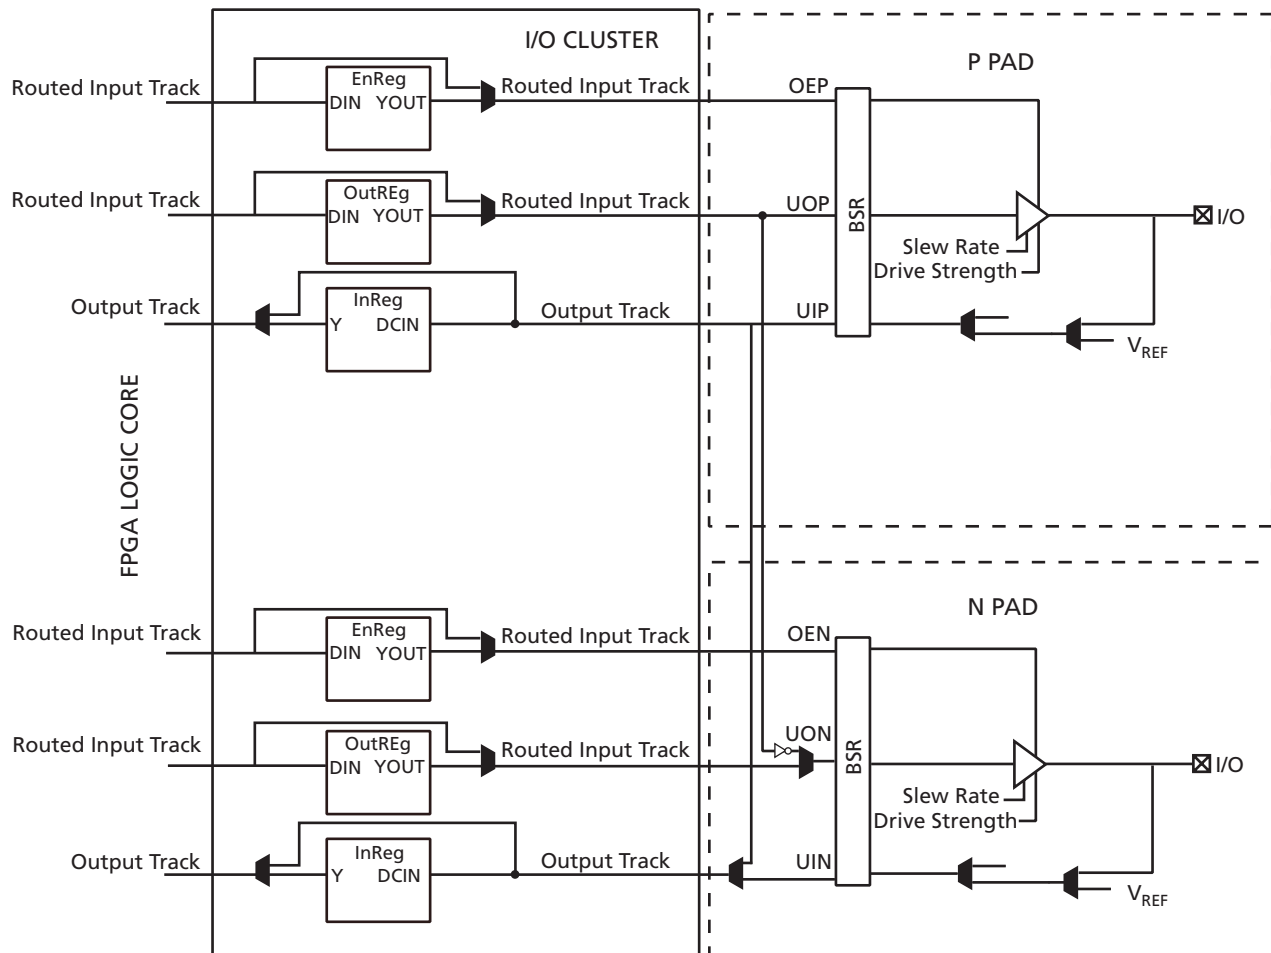 I/O CLUSTER
P PAD
Routed Input Track
EnReg
DIN YOUT
Routed Input Track
OEP
Routed Input Track
OutREg
DIN YOUT
Routed Input Track
UOP
BSR
I/O
Slew Rate
Drive Strength
Output Track
InReg
Y DCIN
Output Track
UIP
VREF
FPGA LOGIC CORE
N PAD
Routed Input Track
EnReg
DIN YOUT
Routed Input Track
OEN
Routed Input Track
OutREg
DIN YOUT
Routed Input Track
UON
BSR
I/O
Slew Rate
Drive Strength
Output Track
InReg
Y DCIN
Output Track
UIN
VREF